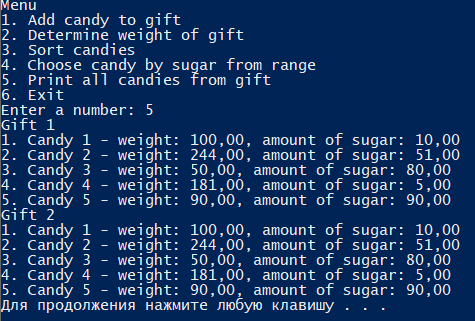 Menu
1. Add candy to gift
2. Determine weight of gift
3. Sort candies
4. Choose candy by sugar from range
5. Print all candies from gift
6. Exit
Enter a number: 5
Gift 1
1. Candy 1 - weight: 100,00, amount of sugar: 10,00
2. Candy 2 - weight: 244,00, amount of sugar: 51,00
3. Candy 3 - weight: 50,00, amount of sugar: 80,00
4. Candy 4 - weight: 181,00, amount of sugar: 5,00
5. Candy 5 - weight: 90,00, amount of sugar: 90,00
Gift 2
1. Candy 1 - weight: 100,00, amount of sugar: 10,00
2. Candy 2 - weight: 244,00, amount of sugar: 51,00
3. Candy 3 - weight: 50,00, amount of sugar: 80,00
4. Candy 4 - weight: 181,00, amount of sugar: 5,00
5. Candy 5 - weight: 90,00, amount of sugar: 90,00
Для продолжения нажмите любую клавишу . . .